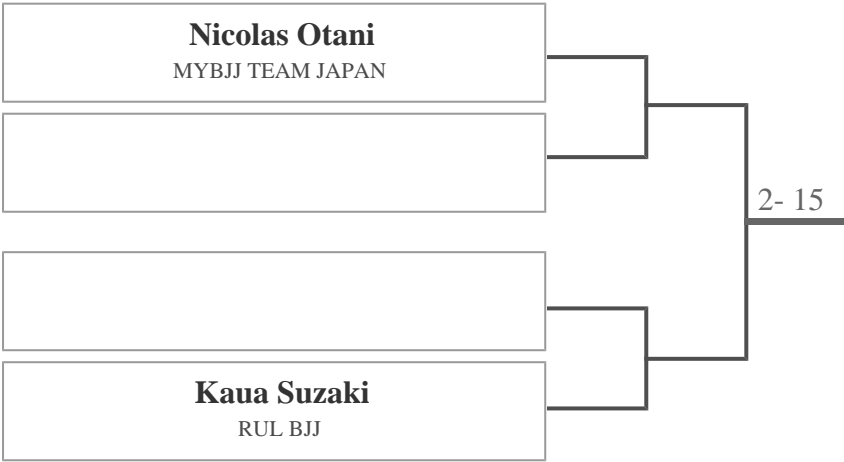 Nicolas Otani
MYBJJ TEAM JAPAN
2- 15
Kaua Suzaki
RUL BJJ